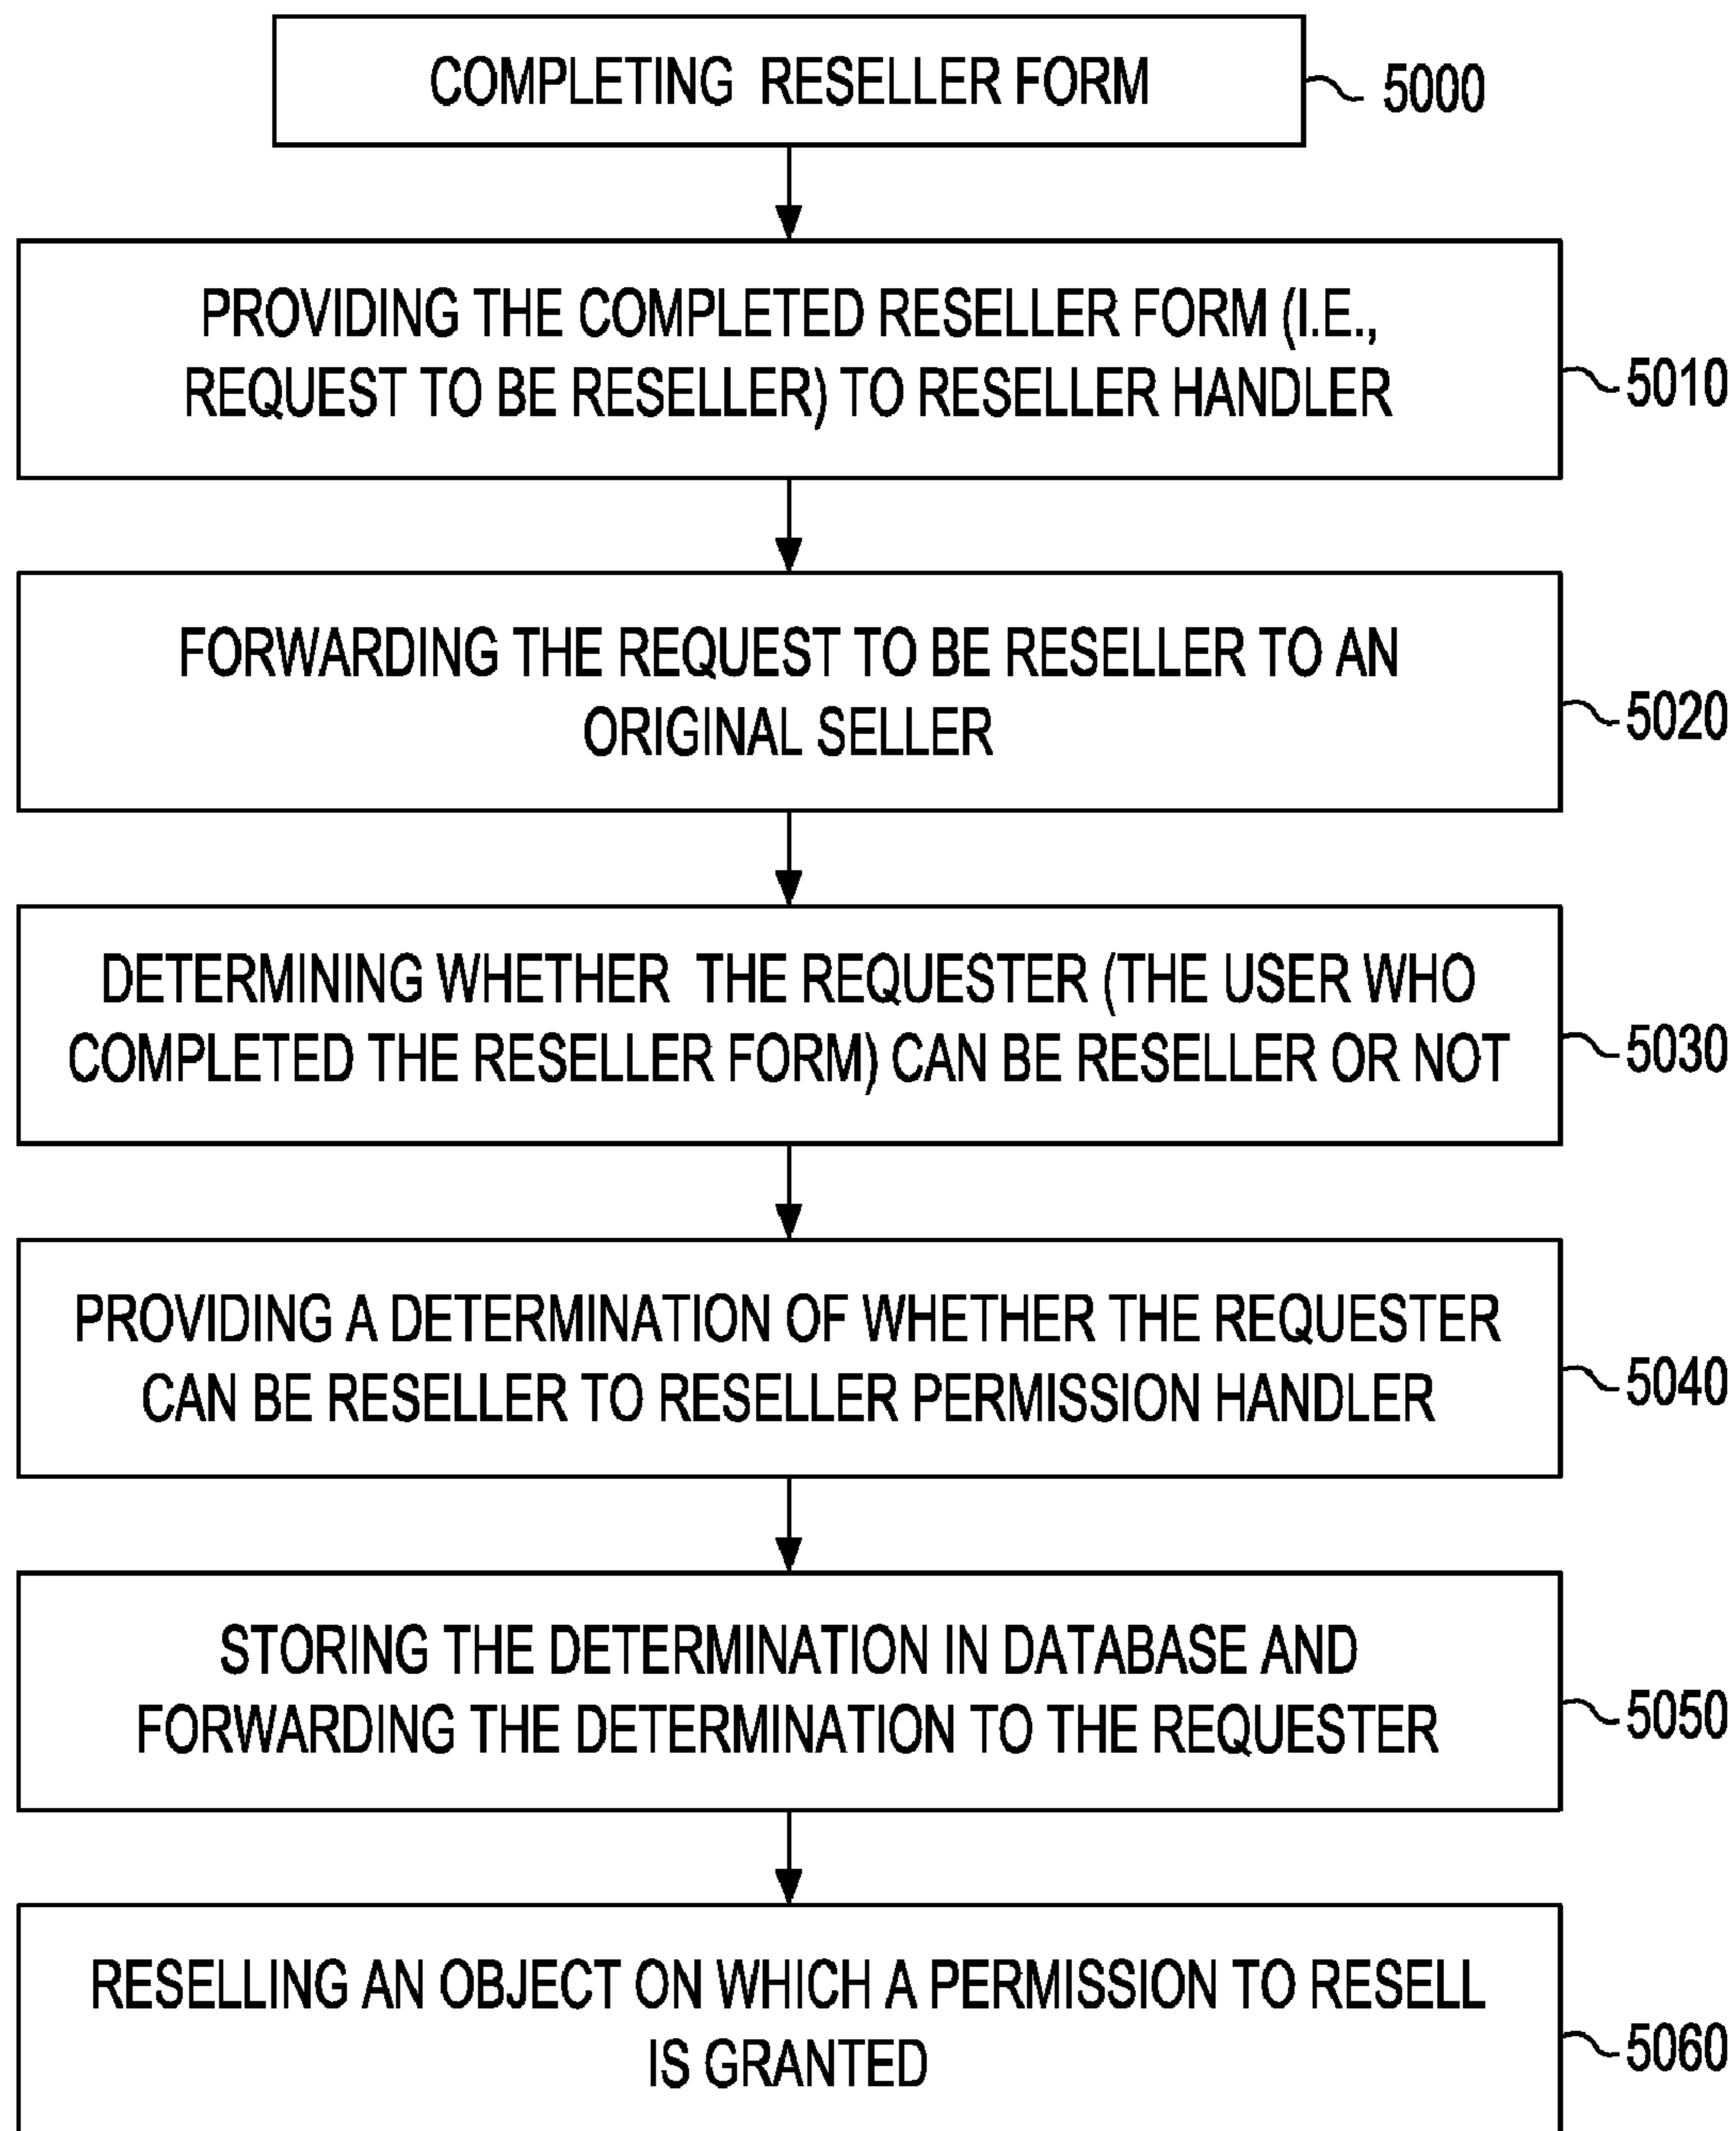 COMPLETING RESELLER FORM
5000
PROVIDING THE COMPLETED RESELLER FORM (I.E.,
REQUEST TO BE RESELLER) TO RESELLER HANDLER
5010
FORWARDING THE REQUEST TO BE RESELLER TO AN
ORIGINAL SELLER
5020
DETERMINING WHETHER THE REQUESTER (THE USER WHO
COMPLETED THE RESELLER FORM) CAN BE RESELLER OR NOT
5030
PROVIDING A DETERMINATION OF WHETHER THE REQUESTER
CAN BE RESELLER TO RESELLER PERMISSION HANDLER
5040
STORING THE DETERMINATION IN DATABASE AND
FORWARDING THE DETERMINATION TO THE REQUESTER
5050
RESELLING AN OBJECT ON WHICH A PERMISSION TO RESELL
IS GRANTED
5060